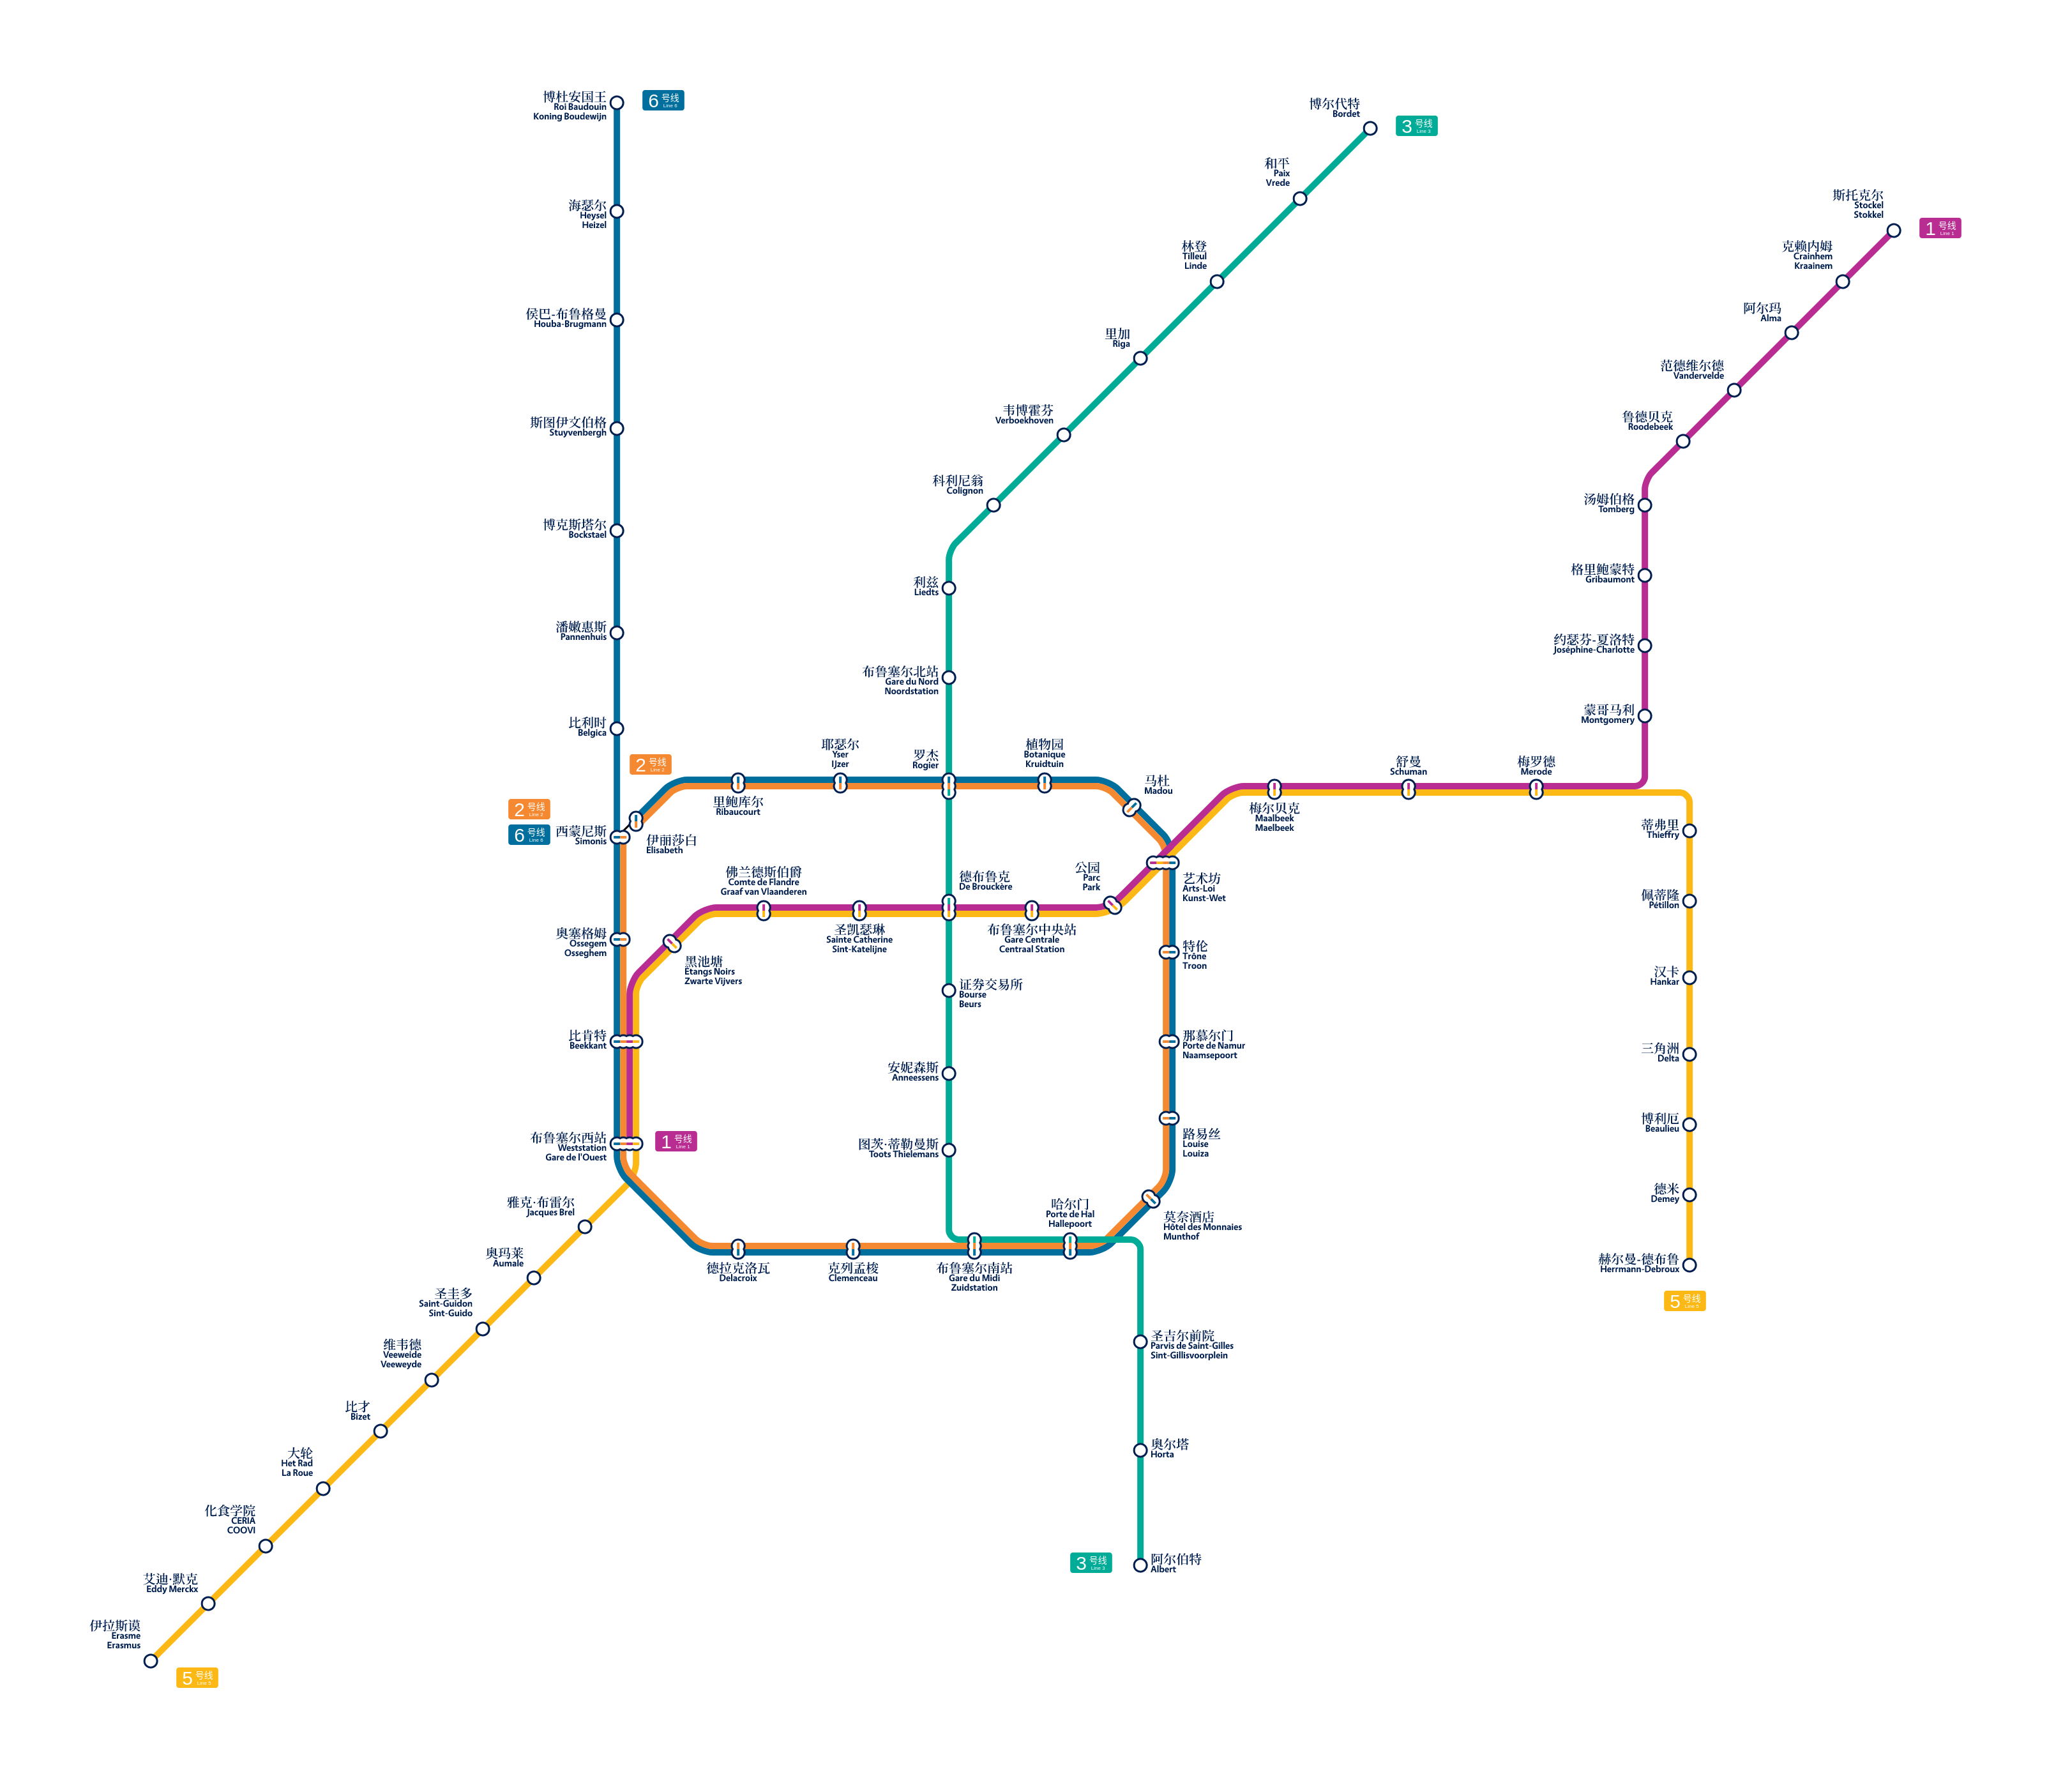 博杜安国王
Roi Baudouin
Koning Boudewijn
6 号线
Line 6
海瑟尔
Heysel
Heizel
侯巴-布鲁格曼
Houba-Brugmann
斯图伊文伯格
Stuyvenbergh
博克斯塔尔
Bockstael
潘嫩惠斯
Pannenhuis
比利时
Belgica
2 号线
Line 2
2 号线
Line 2
6 号线
Line 6
西蒙尼斯
Simonis
伊丽莎白
Elisabeth
里鲍库尔
Ribaucourt
耶瑟尔
Yser
IJzer
罗杰
Rogier
植物园
Botanique
Kruidtuin
马杜
Madou
博尔代特
Bordet
3 号线
Line 3
和平
Paix
Vrede
林登
Tilleul
Linde
里加
Riga
韦博霍芬
Verboekhoven
科利尼翁
Colignon
利兹
Liedts
布鲁塞尔北站
Gare du Nord
Noordstation
斯托克尔
Stockel
Stokkel
1 号线
Line 1
克赖内姆
Crainhem
Kraainem
阿尔玛
Alma
范德维尔德
Vandervelde
鲁德贝克
Roodebeek
汤姆伯格
Tomberg
格里鲍蒙特
Gribaumont
约瑟芬-夏洛特
Joséphine-Charlotte
蒙哥马利
Montgomery
梅罗德
Merode
舒曼
Schuman
梅尔贝克
Maalbeek
Maelbeek
艺术坊
Arts-Loi
Kunst-Wet
公园
Parc
Park
布鲁塞尔中央站
Gare Centrale
Centraal Station
德布鲁克
De Brouckère
圣凯瑟琳
Sainte Catherine
Sint-Katelijne
佛兰德斯伯爵
Comte de Flandre
Graaf van Vlaanderen
黑池塘
Etangs Noirs
Zwarte Vijvers
奥塞格姆
Ossegem
Osseghem
比肯特
Beekkant
布鲁塞尔西站
Weststation
Gare de l'Ouest
1 号线
Line 1
证券交易所
Bourse
Beurs
安妮森斯
Anneessens
图茨·蒂勒曼斯
Toots Thielemans
特伦
Trône
Troon
那慕尔门
Porte de Namur
Naamsepoort
路易丝
Louise
Louiza
莫奈酒店
Hôtel des Monnaies
Munthof
哈尔门
Porte de Hal
Hallepoort
布鲁塞尔南站
Gare du Midi
Zuidstation
克列孟梭
Clemenceau
德拉克洛瓦
Delacroix
蒂弗里
Thieffry
佩蒂隆
Pétillon
汉卡
Hankar
三角洲
Delta
博利厄
Beaulieu
德米
Demey
赫尔曼-德布鲁
Herrmann-Debroux
5 号线
Line 5
雅克·布雷尔
Jacques Brel
奥玛莱
Aumale
圣圭多
Saint-Guidon
Sint-Guido
维韦德
Veeweide
Veeweyde
比才
Bizet
大轮
Het Rad
La Roue
化食学院
CERIA
COOVI
艾迪·默克
Eddy Merckx
伊拉斯谟
Erasme
Erasmus
5 号线
Line 5
圣吉尔前院
Parvis de Saint-Gilles
Sint-Gillisvoorplein
奥尔塔
Horta
3 号线
Line 3
阿尔伯特
Albert